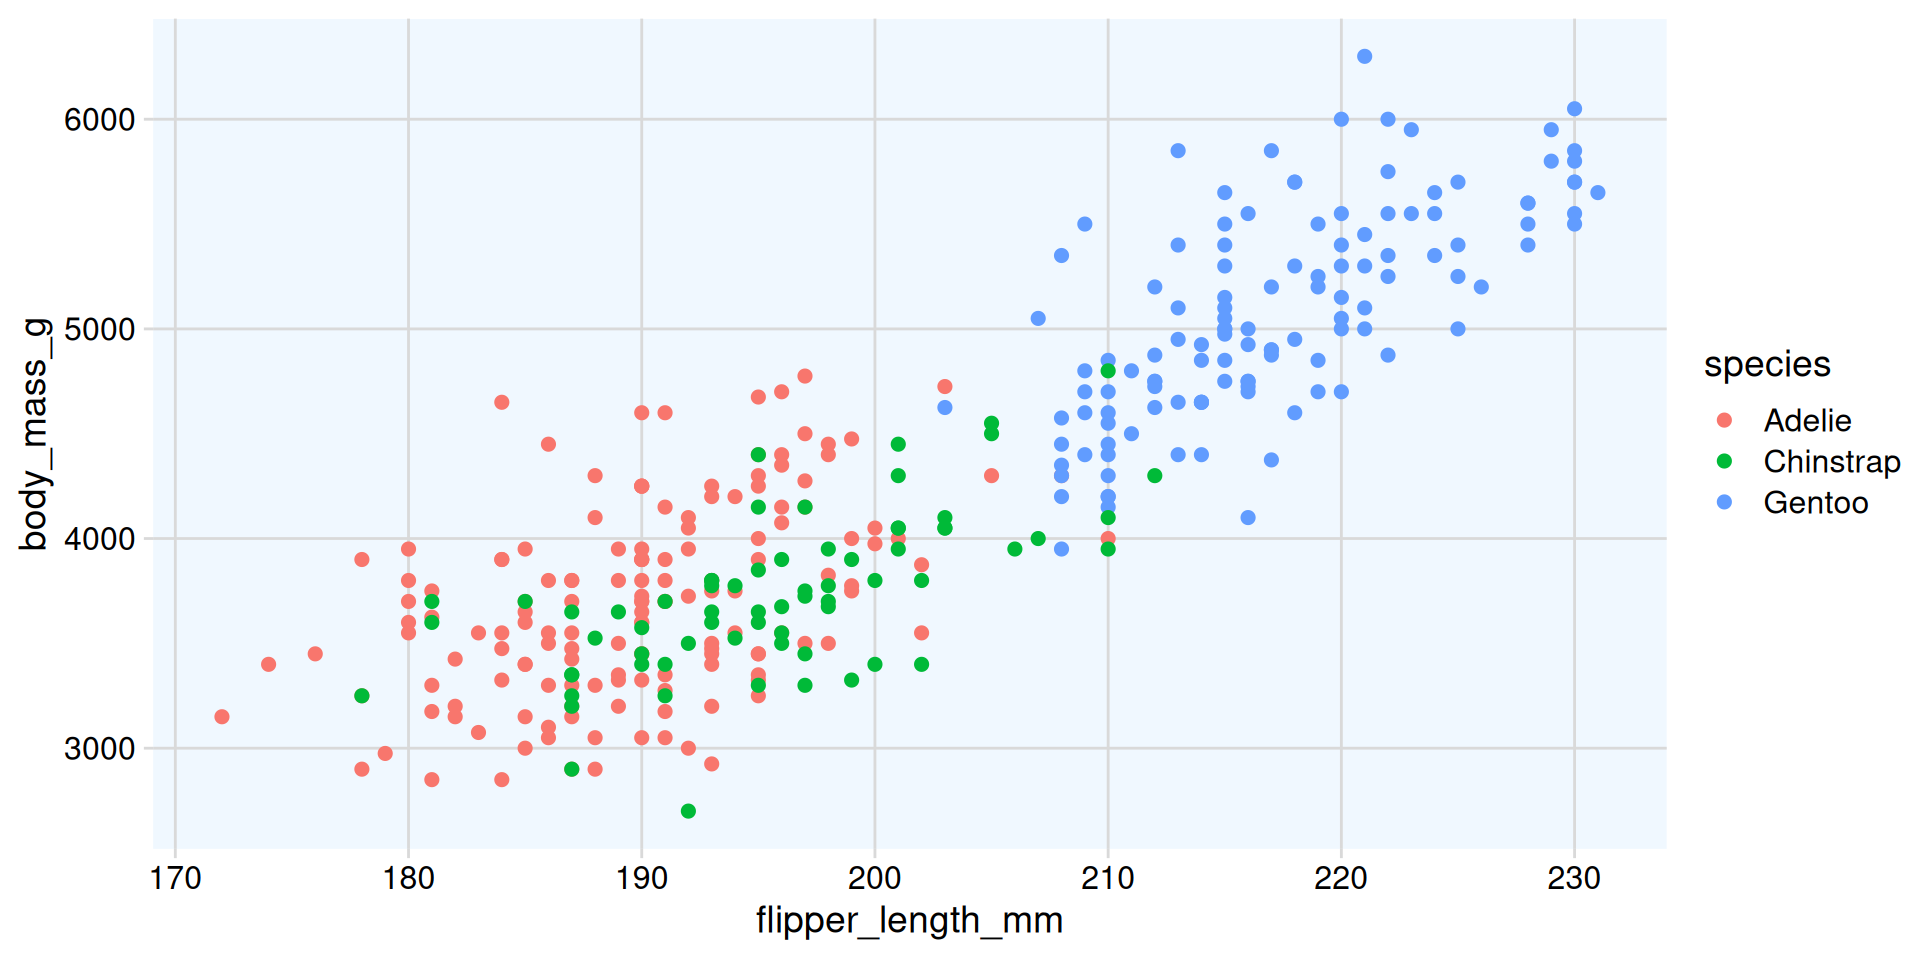 6000
5000
4000
3000
body_mass_g
170 180 190 200 210 220 230
flipper_length_mm
species
Adelie
Chinstrap
Gentoo